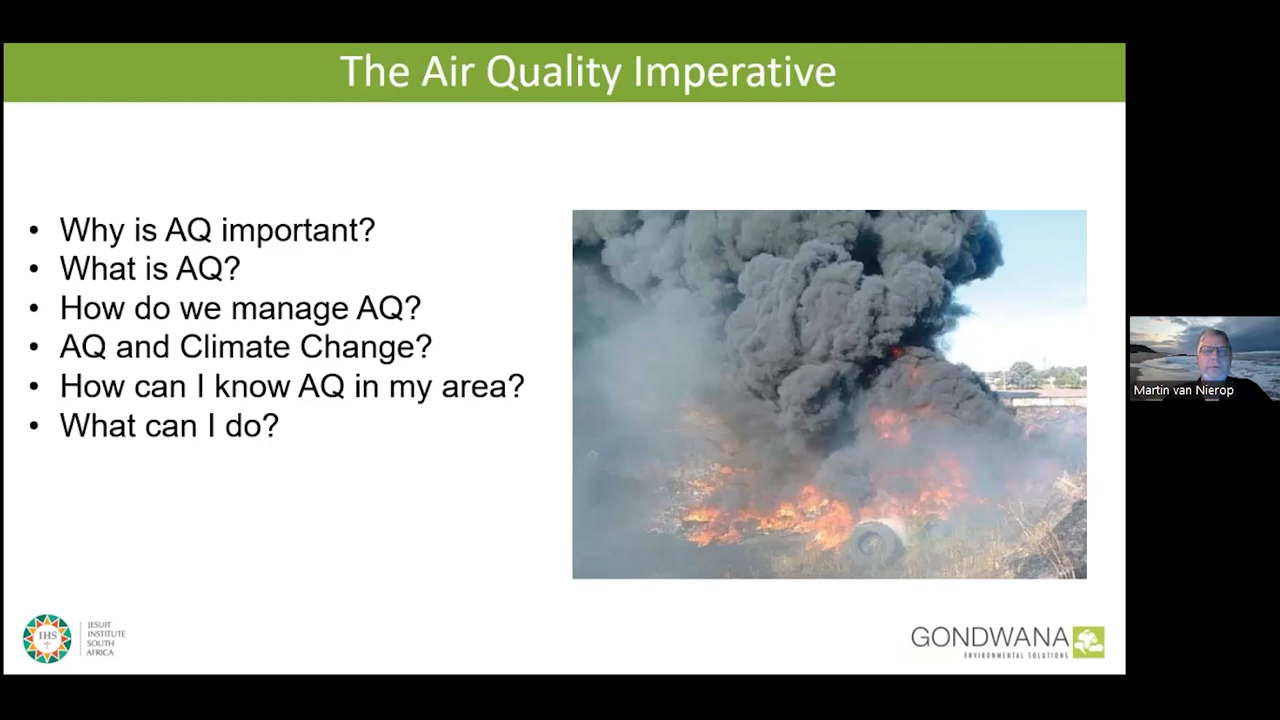 The Air Quality Imperative
• Why is AQ important?
• What is AQ?
• How do we manage AQ?
• AQ and Climate Change?
• How can I know AQ in my area?
• What can I do?
Martin van Nierop
IHS
JESUIT
INSTITUTE
SOUTH
AFRICA
GONDWANA
ENVIRONMENTAL SOLUTIONS